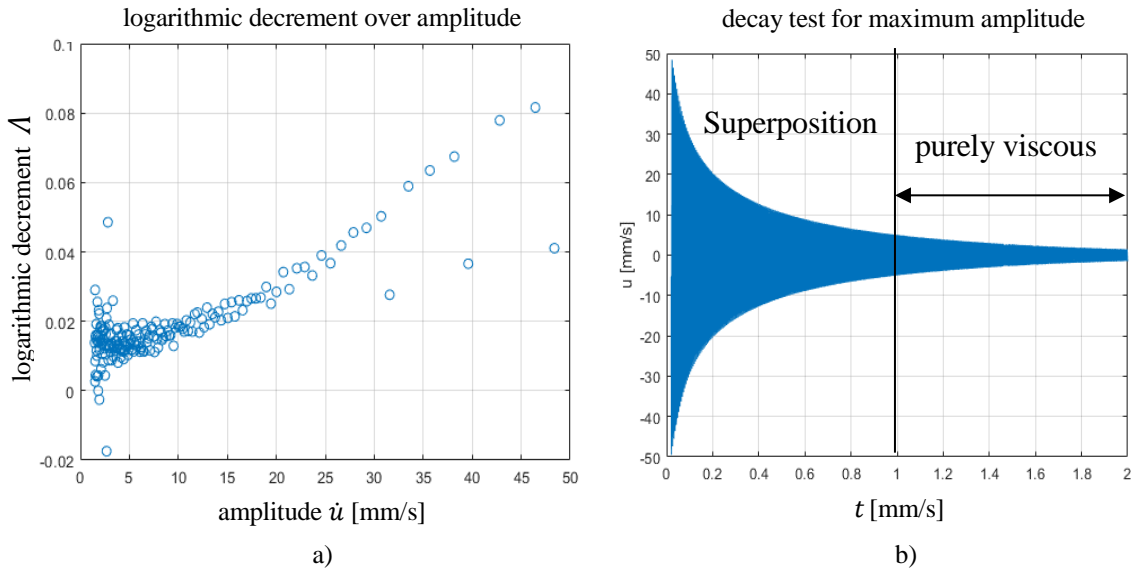 logarithmic decrement over amplitude
0.1
0.08
0.06
0.04
0.02
0
-0.02
logarithmic decrement Λ
0 5 10 15 20 25 30 35 40 45 50
amplitude u̇ [mm/s]
a)
decay test for maximum amplitude
50
40
30
20
10
0
-10
-20
-30
-40
-50
u [mm/s]
Superposition
purely viscous
0 0.2 0.4 0.6 0.8 1 1.2 1.4 1.6 1.8 2
t [mm/s]
b)